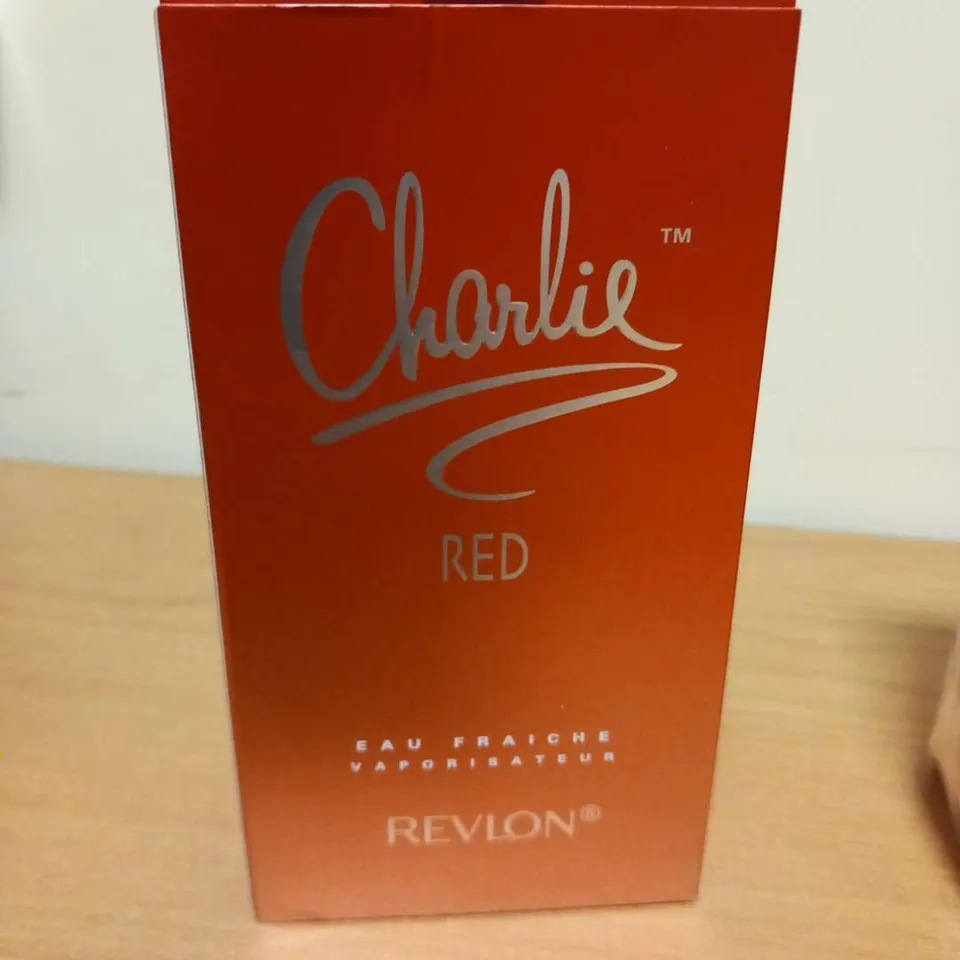 Charlie™
RED
EAU FRAICHE
VAPORISATEUR
REVLON®